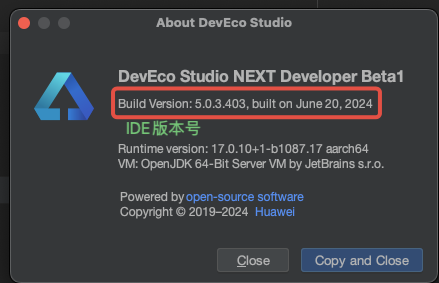 About DevEco Studio
DevEco Studio NEXT Developer Beta1
Build Version: 5.0.3.403, built on June 20, 2024
IDE版本号
Runtime version: 17.0.10+1-b1087.17 aarch64
VM: OpenJDK 64-Bit Server VM by JetBrains s.r.o.
Powered by open-source software
Copyright © 2019–2024 Huawei
Close
Copy and Close